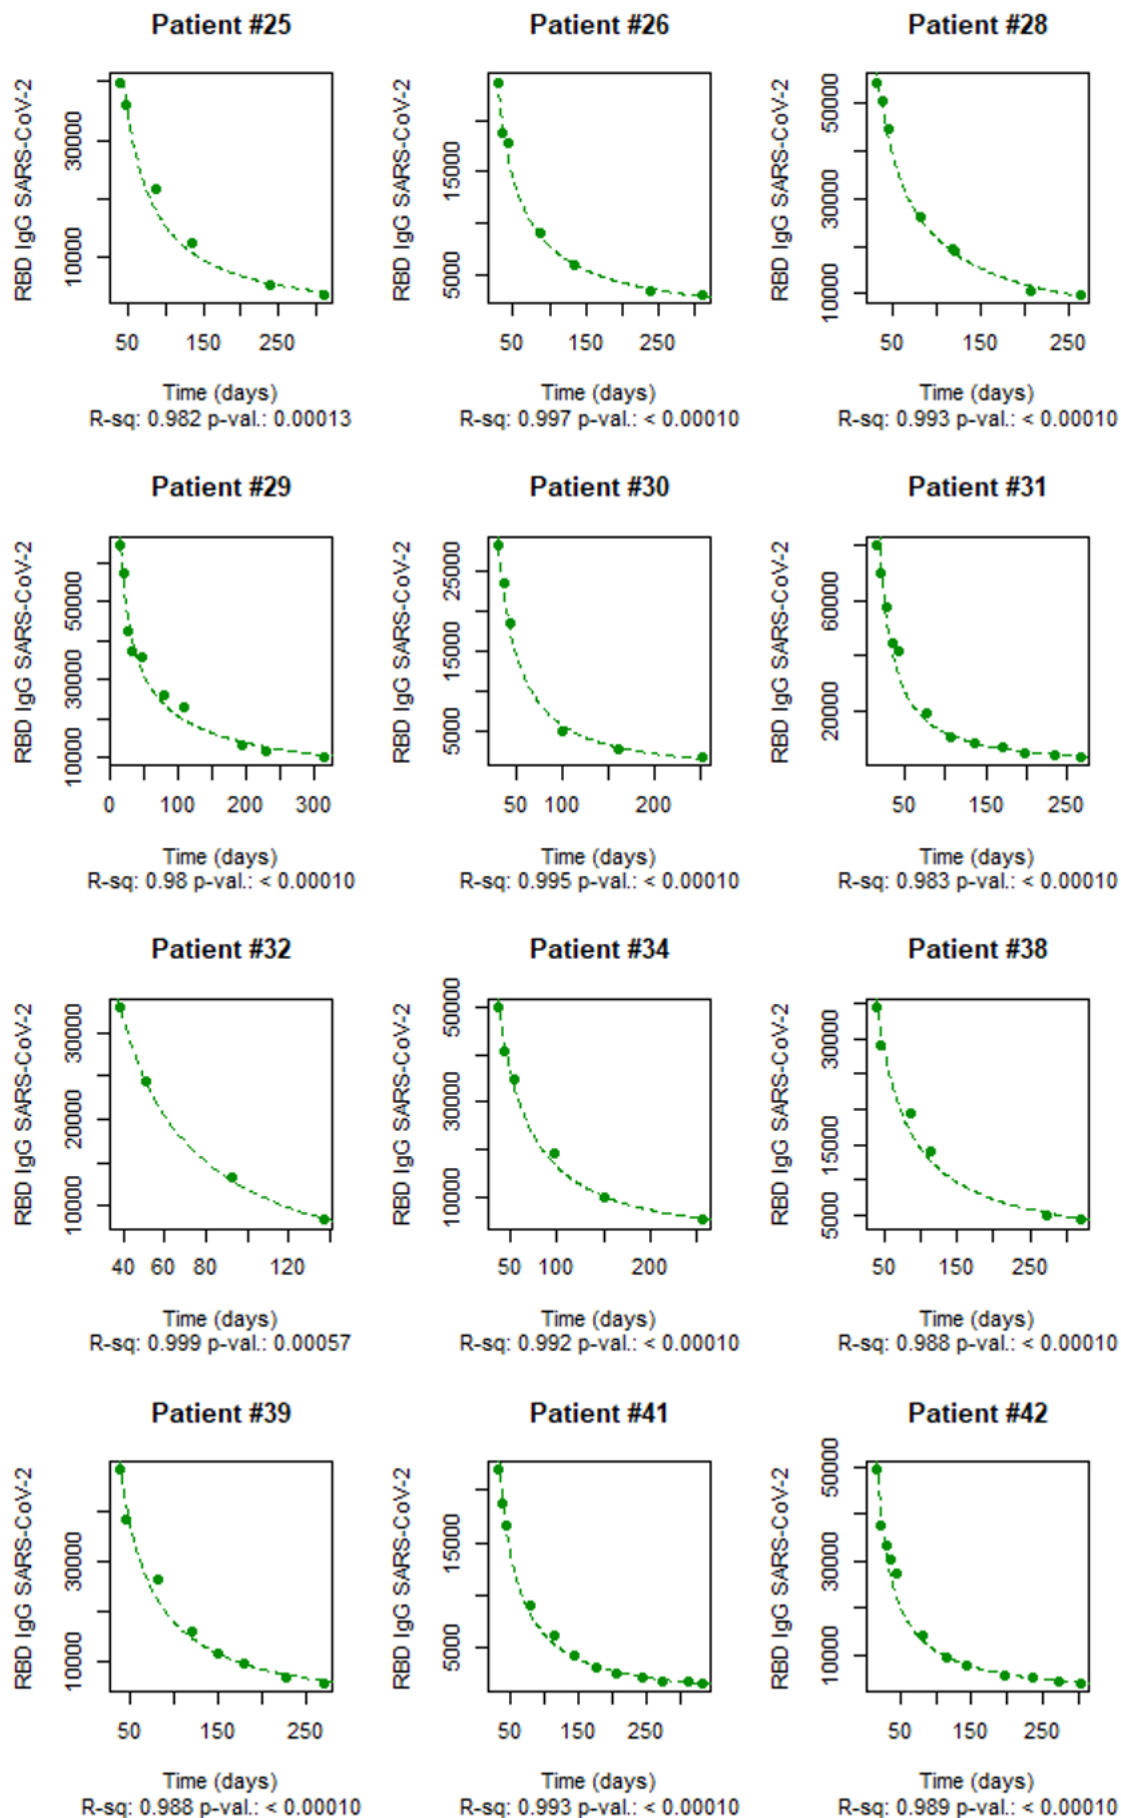 Patient #25 Patient #26 Patient #28
RBD IgG SARS-CoV-2 RBD IgG SARS-CoV-2 RBD IgG SARS-CoV-2
10000 30000 5000 15000 10000 30000 50000
50 150 250 50 150 250 50 150 250
Time (days) Time (days) Time (days)
R-sq: 0.982 p-val.: 0.00013 R-sq: 0.997 p-val.: < 0.00010 R-sq: 0.993 p-val.: < 0.00010
Patient #29 Patient #30 Patient #31
RBD IgG SARS-CoV-2 RBD IgG SARS-CoV-2 RBD IgG SARS-CoV-2
10000 30000 50000 5000 15000 25000 20000 60000
0 100 200 300 50 100 200 50 150 250
Time (days) Time (days) Time (days)
R-sq: 0.98 p-val.: < 0.00010 R-sq: 0.995 p-val.: < 0.00010 R-sq: 0.983 p-val.: < 0.00010
Patient #32 Patient #34 Patient #38
RBD IgG SARS-CoV-2 RBD IgG SARS-CoV-2 RBD IgG SARS-CoV-2
10000 20000 30000 10000 30000 50000 5000 15000 30000
40 60 80 120 50 100 200 50 150 250
Time (days) Time (days) Time (days)
R-sq: 0.999 p-val.: 0.00057 R-sq: 0.992 p-val.: < 0.00010 R-sq: 0.988 p-val.: < 0.00010
Patient #39 Patient #41 Patient #42
RBD IgG SARS-CoV-2 RBD IgG SARS-CoV-2 RBD IgG SARS-CoV-2
10000 30000 5000 15000 10000 30000 50000
50 150 250 50 150 250 50 150 250
Time (days) Time (days) Time (days)
R-sq: 0.988 p-val.: < 0.00010 R-sq: 0.993 p-val.: < 0.00010 R-sq: 0.989 p-val.: < 0.00010